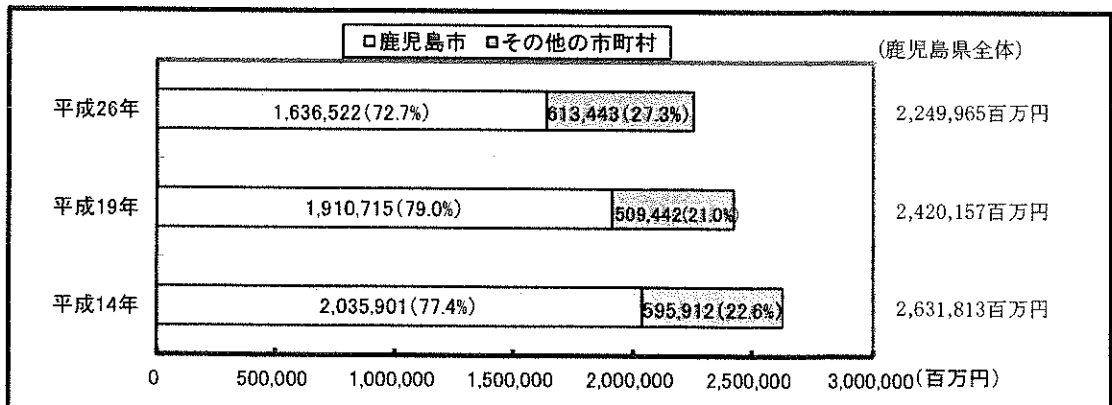 □鹿児島市 □その他の市町村
(鹿児島県全体)
平成26年 1,636,522(72.7%) 613,443(27.3%) 2,249,965百万円
平成19年 1,910,715(79.0%) 509,442(21.0%) 2,420,157百万円
平成14年 2,035,901(77.4%) 595,912(22.6%) 2,631,813百万円
0 500,000 1,000,000 1,500,000 2,000,000 2,500,000 3,000,000(百万円)